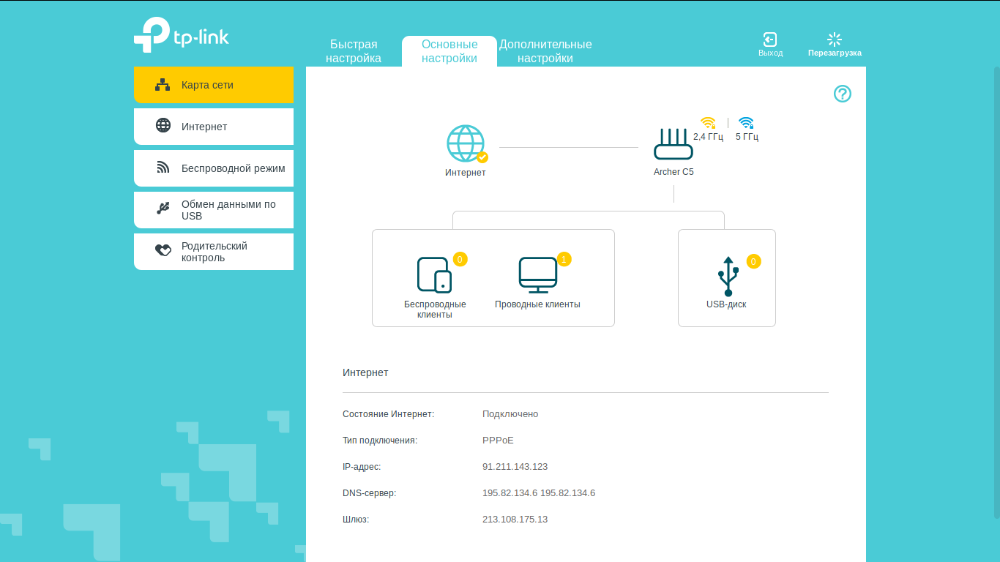 tp-link
Быстрая
настройка
Основные
настройки
Дополнительные
настройки
Выход
Перезагрузка
Карта сети
Интернет
Беспроводной режим
Обмен данными по
USB
Родительский
контроль
2,4 ГГц
5 ГГц
Интернет
Archer C5
0
1
0
Беспроводные
клиенты
Проводные клиенты
USB-диск
Интернет
Состояние Интернет: Подключено
Тип подключения: PPPoE
IP-адрес: 91.211.143.123
DNS-сервер: 195.82.134.6 195.82.134.6
Шлюз: 213.108.175.13